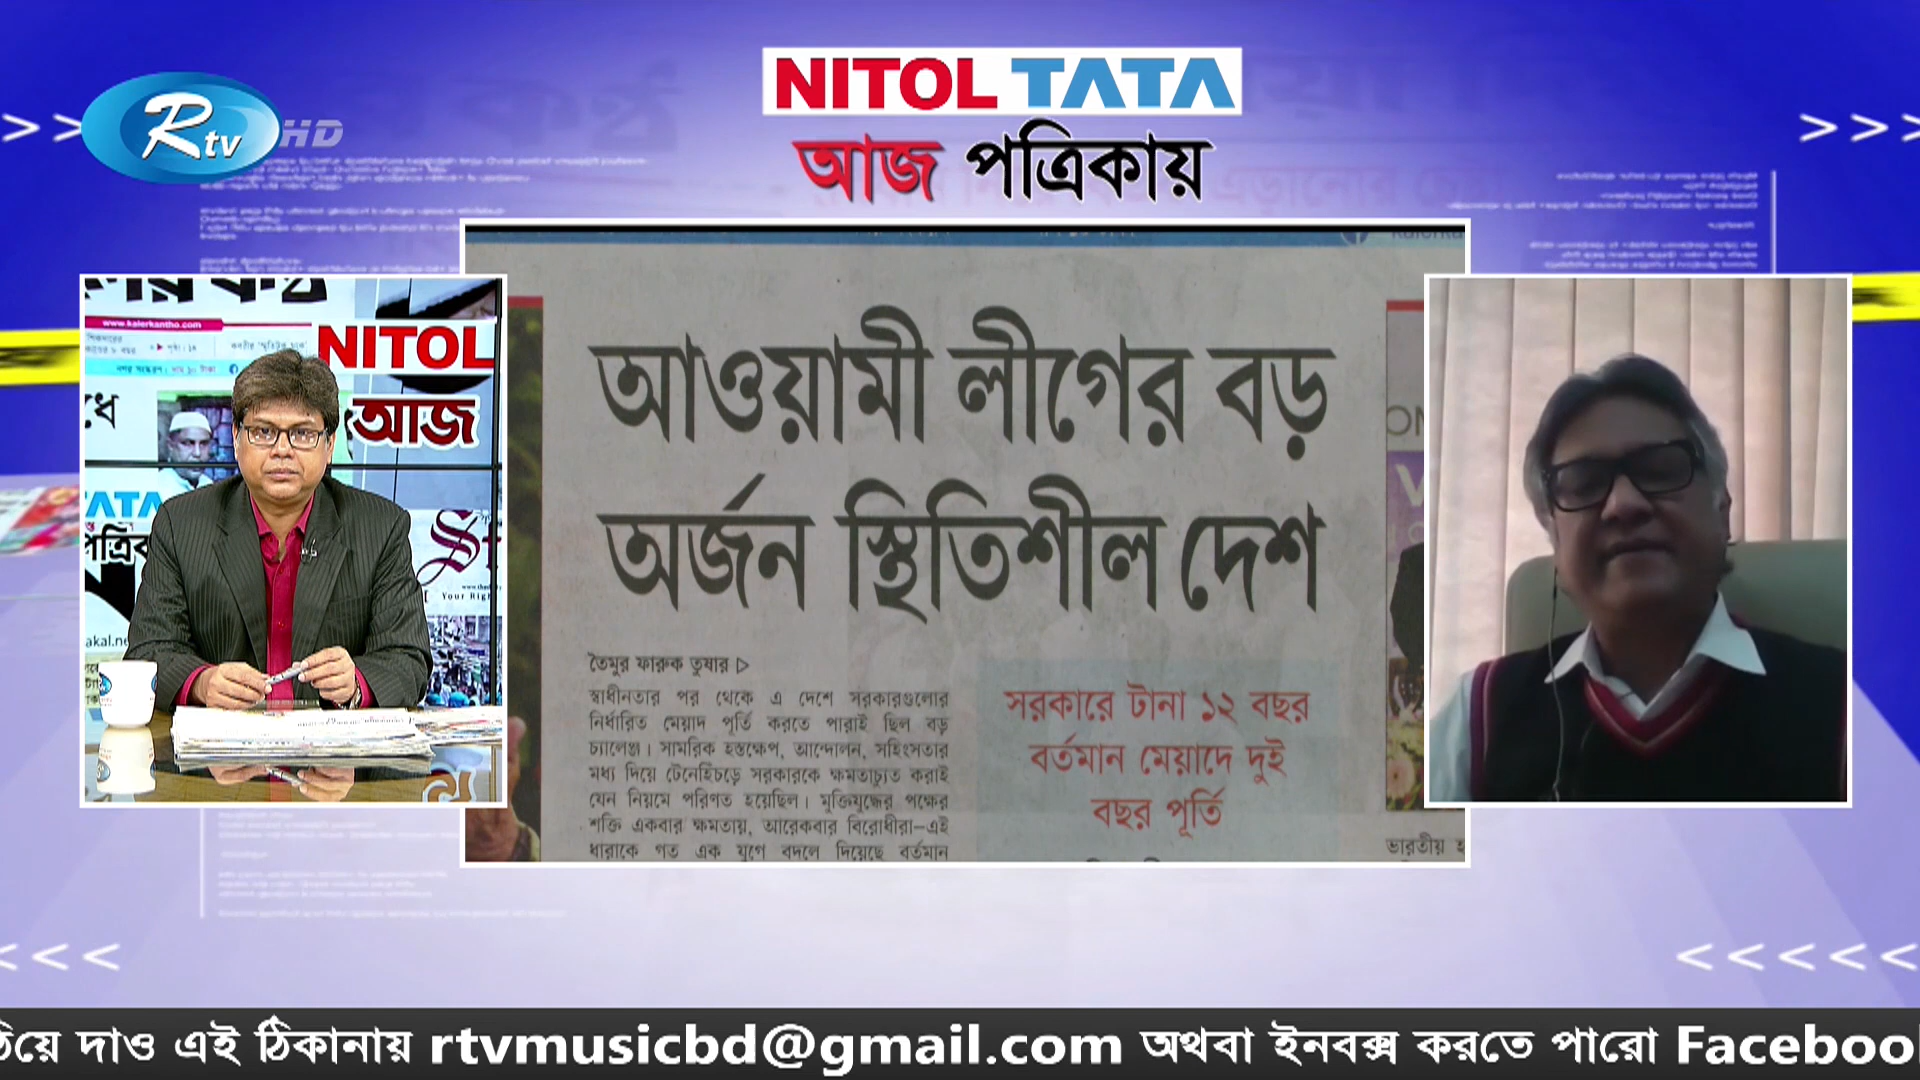 Rtv HD
NITOL TATA
আজ পত্রিকায়
www.kalerkantho.com
NITOL
আজ
TATA
আওয়ামী লীগের বড়
অর্জন স্থিতিশীল দেশ
তৈমুর ফারুক তুষার
স্বাধীনতার পর থেকে এ দেশে সরকারগুলোর
নির্ধারিত মেয়াদ পূর্তি করতে পারাই ছিল বড়
চ্যালেঞ্জ। সামরিক হস্তক্ষেপ, আন্দোলন, সহিংসতার
মধ্য দিয়ে টেনেহিঁচড়ে সরকারকে ক্ষমতাচ্যুত করাই
যেন নিয়মে পরিণত হয়েছিল। মুক্তিযুদ্ধের পক্ষের
শক্তি একবার ক্ষমতায়, আরেকবার বিরোধীরা—এই
ধারাকে গত এক যুগে বদলে দিয়েছে বর্তমান
সরকারে টানা ১২ বছর
বর্তমান মেয়াদে দুই
বছর পূর্তি
ভারতীয়
দাও এই ঠিকানায় rtvmusicbd@gmail.com অথবা ইনবক্স করতে পারো Faceboo